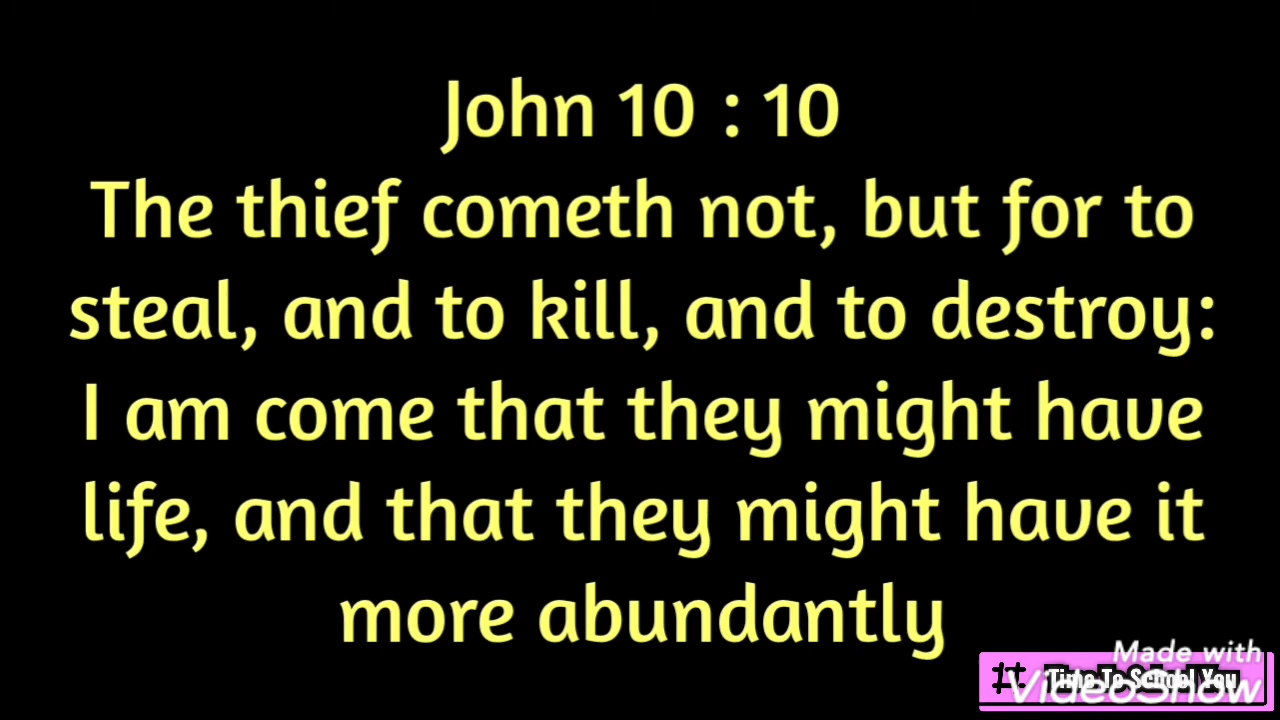 John 10 : 10
The thief cometh not, but for to
steal, and to kill, and to destroy:
I am come that they might have
life, and that they might have it
more abundantly
Made with
VideoShow
# Time To School You